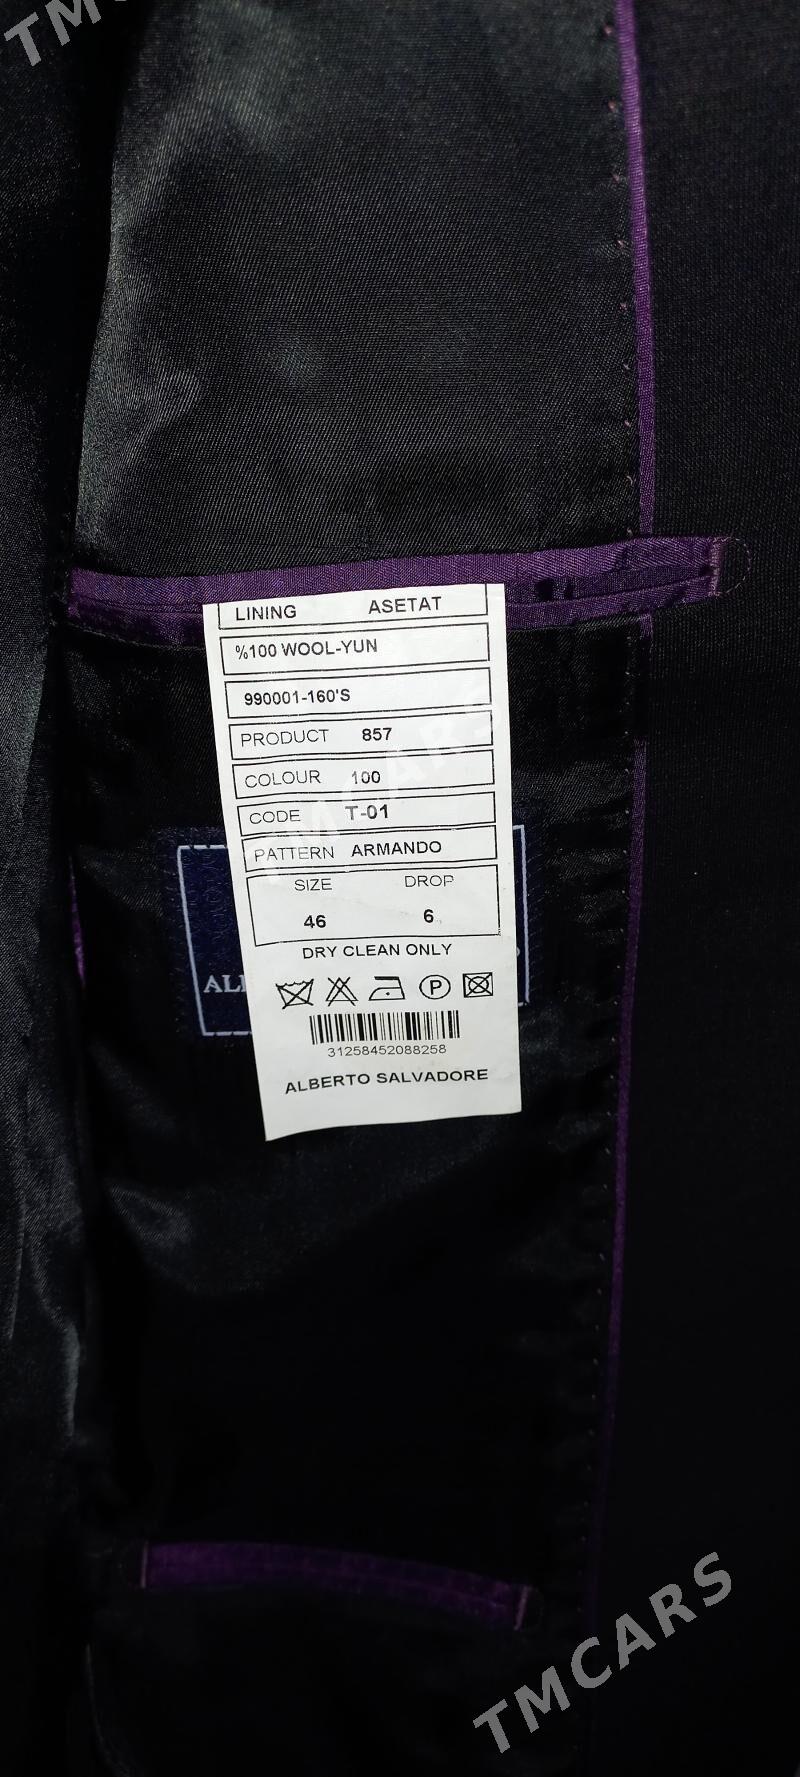 TM
LINING ASETAT
%100 WOOL-YUN
990001-160'S
PRODUCT 857
COLOUR 100
CODE T-01
PATTERN ARMANDO
SIZE DROP
46 6
DRY CLEAN ONLY
P
31258452088258
ALBERTO SALVADORE
TMCARS
TMCARS